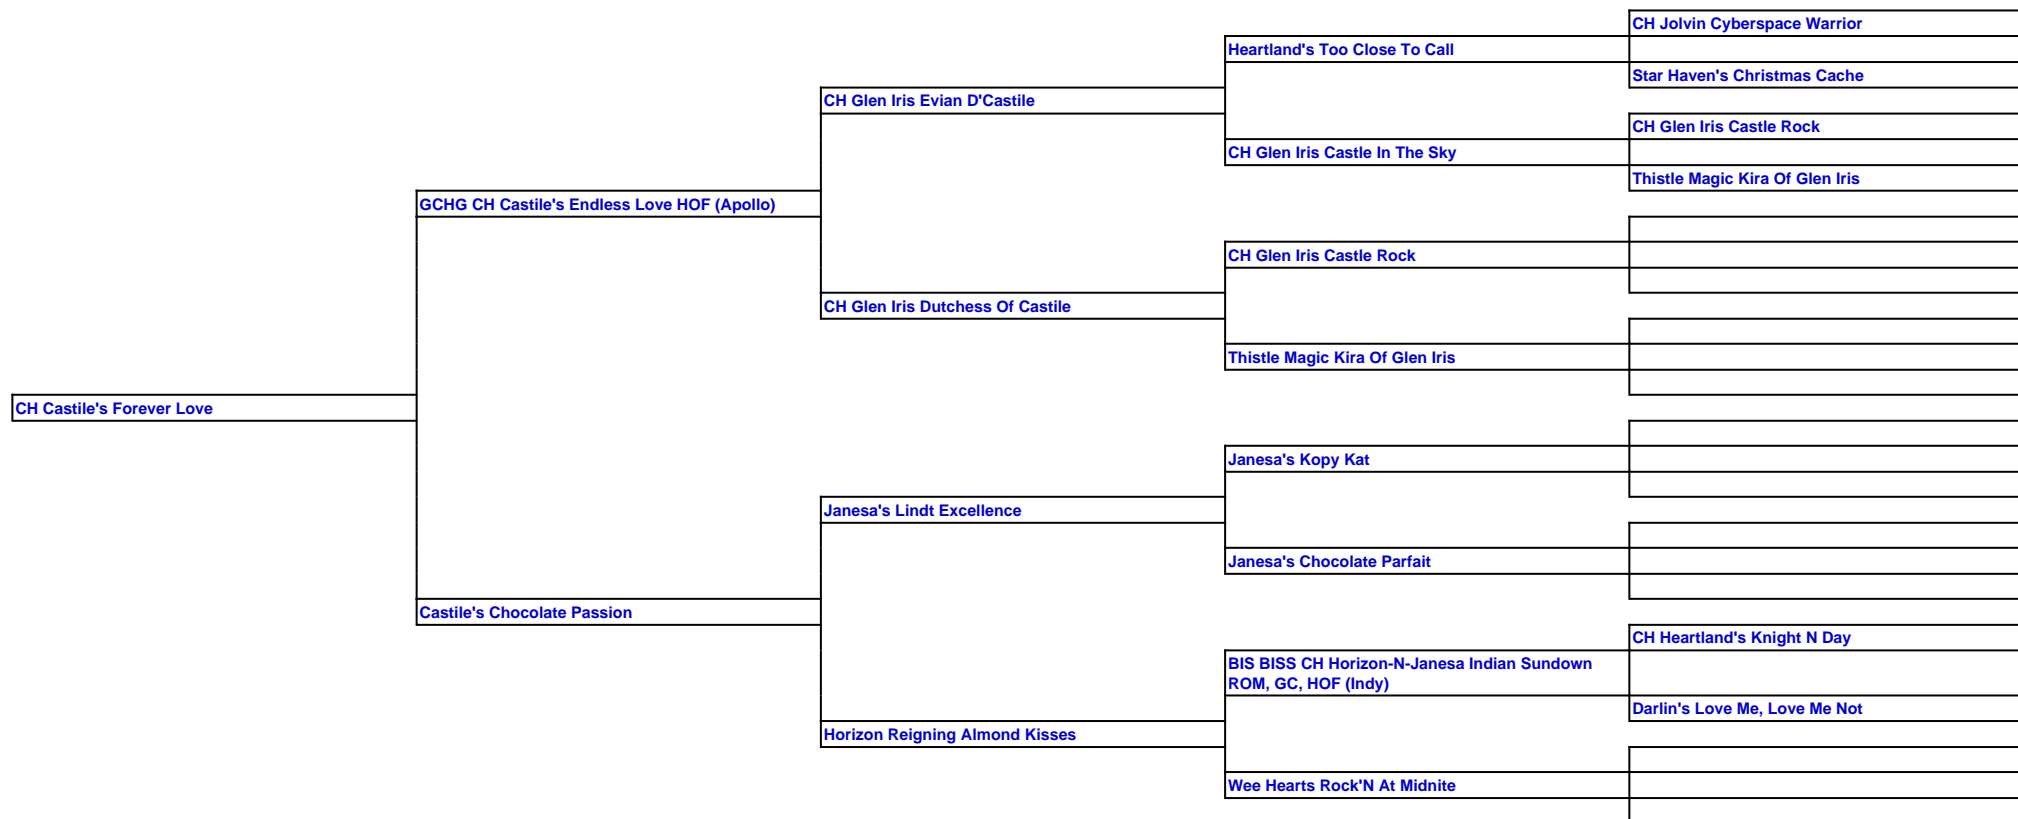 CH Jolvin Cyberspace Warrior
Heartland's Too Close To Call
Star Haven's Christmas Cache
CH Glen Iris Evian D'Castile
CH Glen Iris Castle Rock
CH Glen Iris Castle In The Sky
Thistle Magic Kira Of Glen Iris
GCHG CH Castile's Endless Love HOF (Apollo)
CH Glen Iris Castle Rock
CH Glen Iris Dutchess Of Castile
Thistle Magic Kira Of Glen Iris
CH Castile's Forever Love
Janesa's Kopy Kat
Janesa's Lindt Excellence
Janesa's Chocolate Parfait
Castile's Chocolate Passion
CH Heartland's Knight N Day
BIS BISS CH Horizon-N-Janesa Indian Sundown
ROM, GC, HOF (Indy)
Darlin's Love Me, Love Me Not
Horizon Reigning Almond Kisses
Wee Hearts Rock'N At Midnite